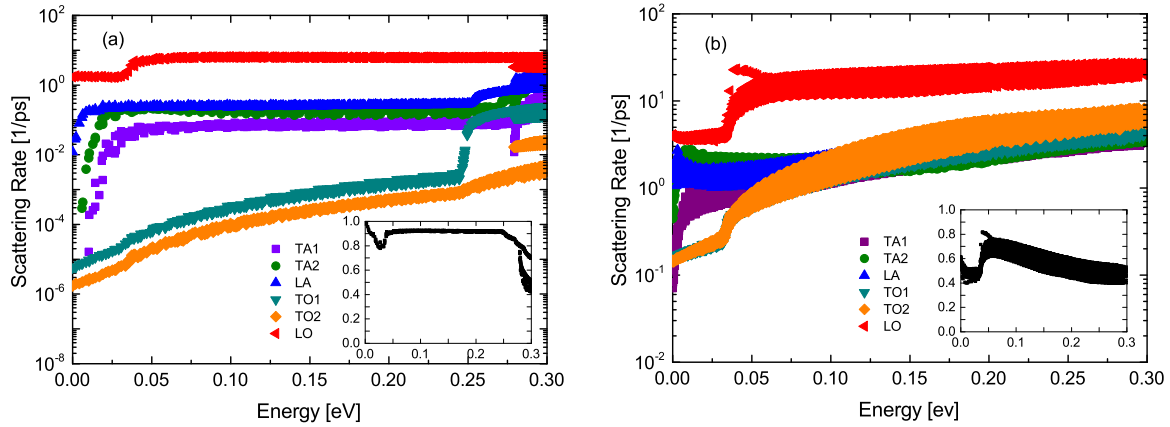 (a)
Scattering Rate [1/ps]
10^2
10^0
10^-2
10^-4
10^-6
10^-8
TA1
TA2
LA
TO1
TO2
LO
1.0
0.8
0.6
0.4
0.2
0.0
0.0 0.1 0.2 0.3
0.00 0.05 0.10 0.15 0.20 0.25 0.30
Energy [eV]
(b)
Scattering Rate [1/ps]
10^2
10^1
10^0
10^-1
10^-2
TA1
TA2
LA
TO1
TO2
LO
1.0
0.8
0.6
0.4
0.2
0.0
0.0 0.1 0.2 0.3
0.00 0.05 0.10 0.15 0.20 0.25 0.30
Energy [ev]